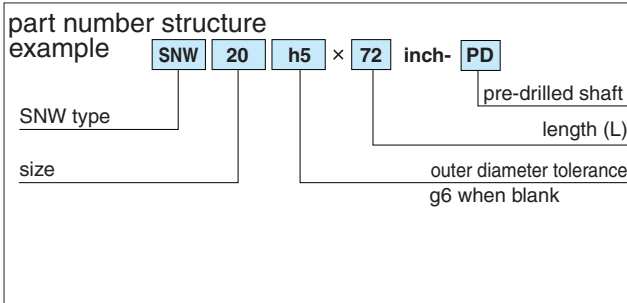 part number structure
example
SNW 20 h5 × 72 inch- PD
pre-drilled shaft
SNW type
length (L)
size
outer diameter tolerance
g6 when blank